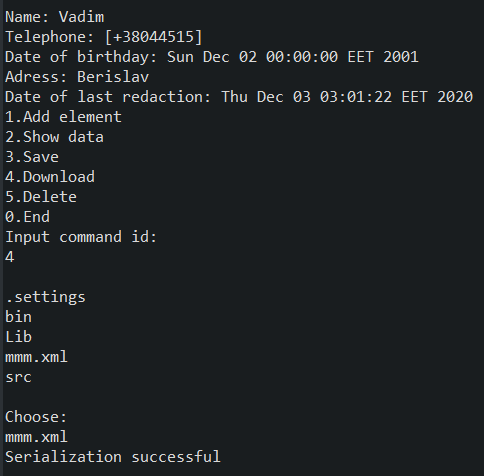 Name: Vadim
Telephone: [+38044515]
Date of birthday: Sun Dec 02 00:00:00 EET 2001
Adress: Berislav
Date of last redaction: Thu Dec 03 03:01:22 EET 2020
1.Add element
2.Show data
3.Save
4.Download
5.Delete
0.End
Input command id:
4
.settings
bin
Lib
mmm.xml
src
Choose:
mmm.xml
Serialization successful